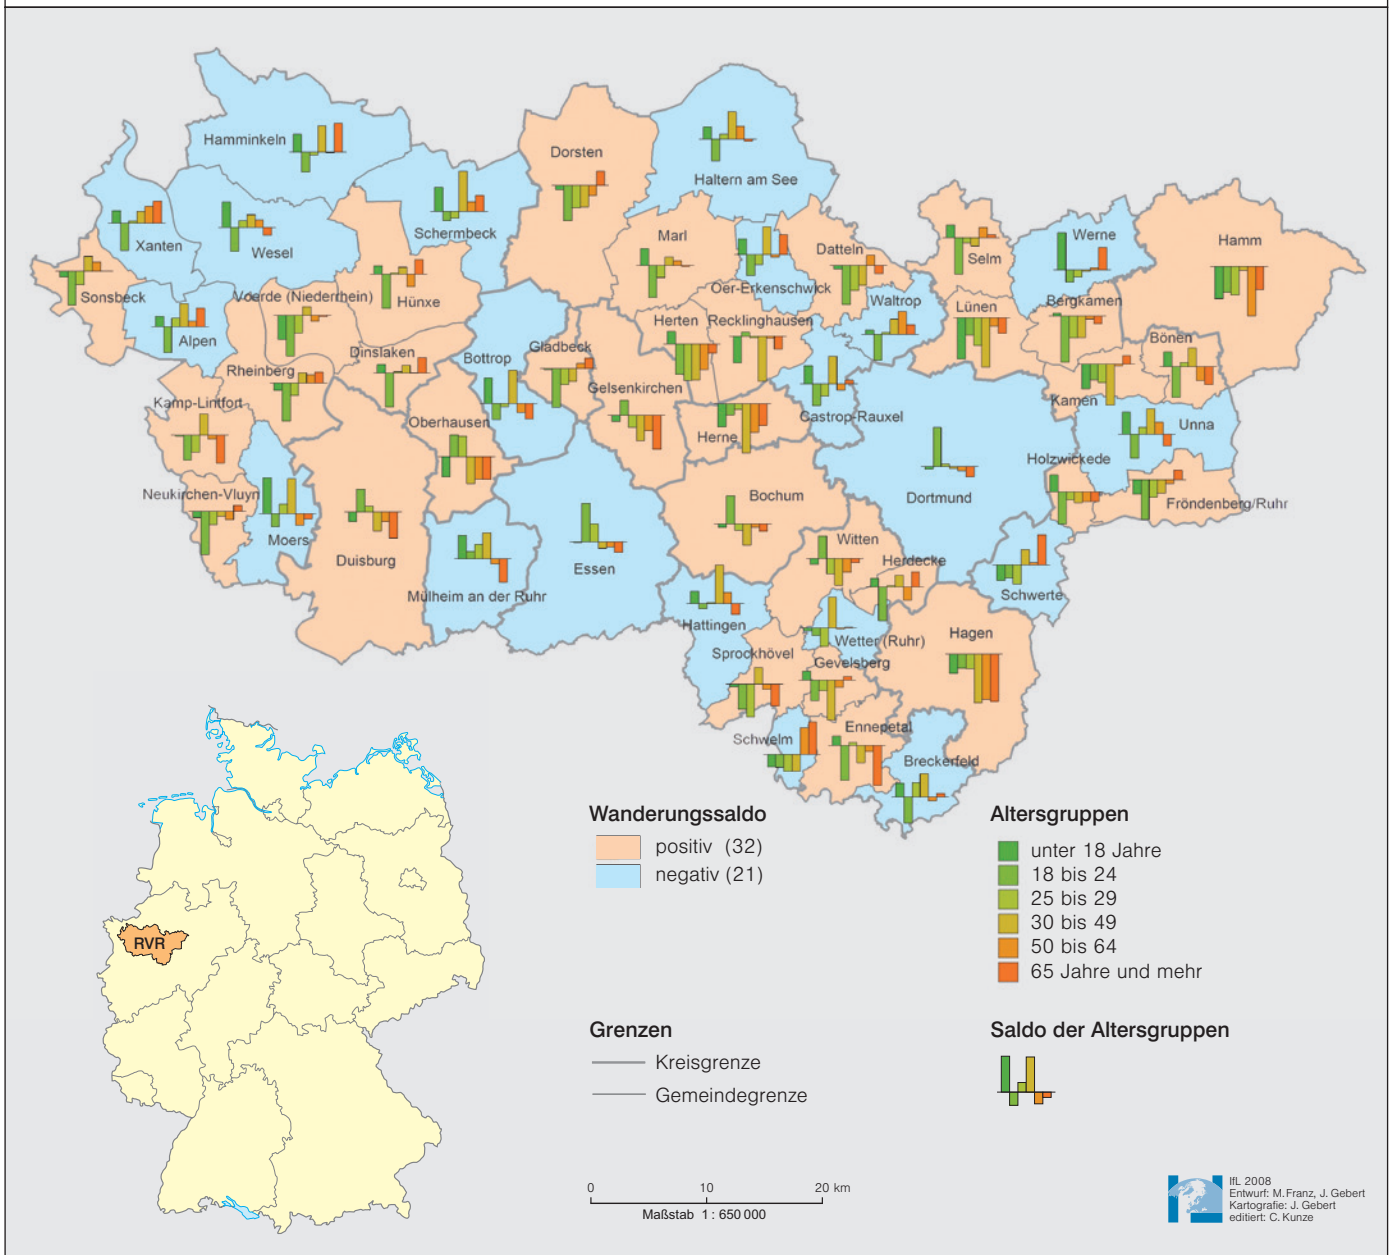 Hamminkeln
Dorsten
Haltern am See
Xanten
Wesel
Schermbeck
Marl
Datteln
Selm
Werne
Hamm
Sonsbeck
Voerde (Niederrhein)
Hünxe
Oer-Erkenschwick
Waltrop
Lünen
Bergkamen
Alpen
Herten
Recklinghausen
Bönen
Dinslaken
Bottrop
Gladbeck
Rheinberg
Gelsenkirchen
Kamp-Lintfort
Kamen
Oberhausen
Castrop-Rauxel
Unna
Herne
Holzwickede
Neukirchen-Vluyn
Bochum
Dortmund
Fröndenberg/Ruhr
Moers
Duisburg
Essen
Witten
Herdecke
Mülheim an der Ruhr
Schwerte
Hattingen
Wetter (Ruhr)
Hagen
Sprockhövel
Gevelsberg
Ennepetal
Schwelm
Breckerfeld
Wanderungssaldo
positiv (32)
negativ (21)
Altersgruppen
unter 18 Jahre
18 bis 24
25 bis 29
30 bis 49
50 bis 64
65 Jahre und mehr
RVR
Grenzen
Kreisgrenze
Gemeindegrenze
Saldo der Altersgruppen
0 10 20 km
Maßstab 1 : 650 000
IfL 2008
Entwurf: M. Franz, J. Gebert
Kartografie: J. Gebert
editiert: C. Kunze